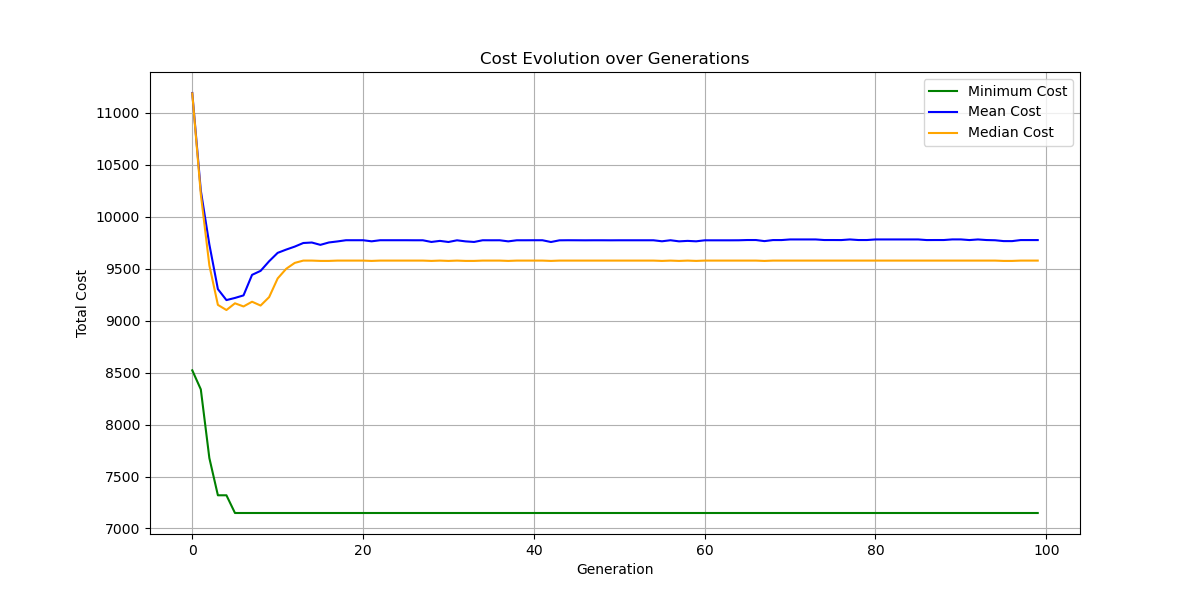 Cost Evolution over Generations
Minimum Cost
Mean Cost
Median Cost
11000
10500
10000
9500
9000
8500
8000
7500
7000
Total Cost
0 20 40 60 80 100
Generation